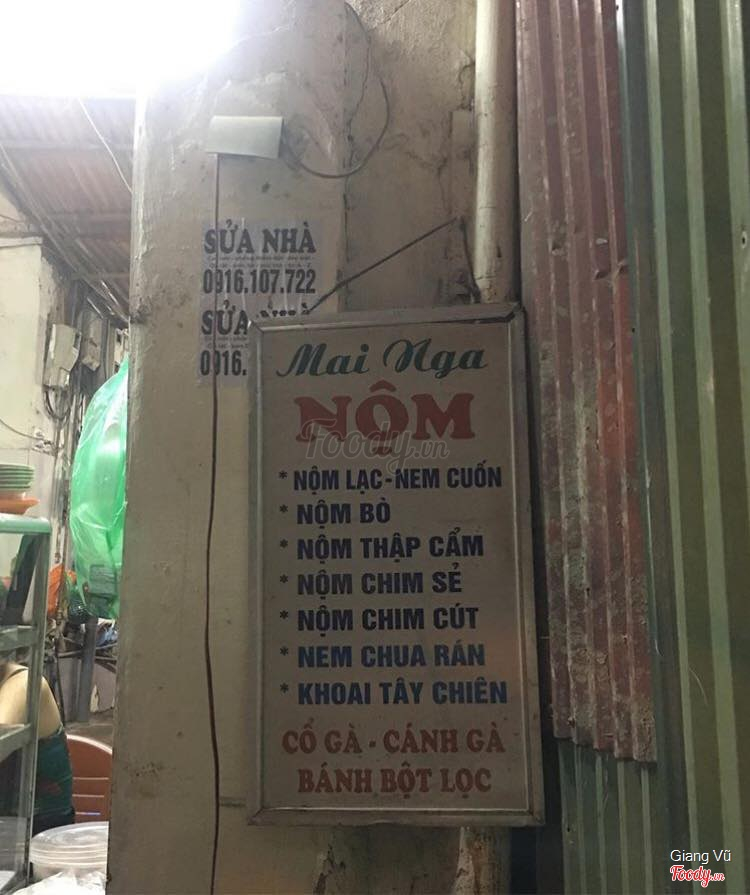 SỬA NHÀ
0916.107.722
SỬA NHÀ
0916.
Mai Nga
NỘM
Foody.vn
* NỘM LẠC-NEM CUỐN
* NỘM BÒ
* NỘM THẬP CẨM
* NỘM CHIM SẺ
* NỘM CHIM CÚT
* NEM CHUA RÁN
* KHOAI TÂY CHIÊN
CỔ GÀ - CÁNH GÀ
BÁNH BỘT LỌC
Giang Vũ
Foody.vn